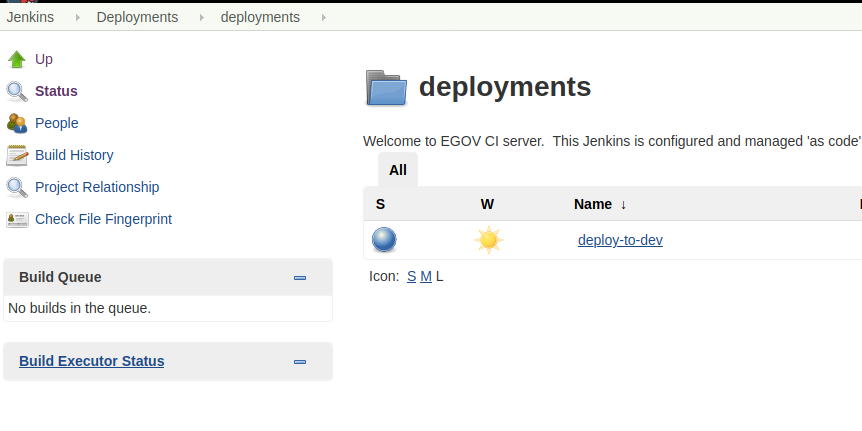 Jenkins Deployments deployments
Up
Status
People
Build History
Project Relationship
Check File Fingerprint
Build Queue
No builds in the queue.
Build Executor Status
deployments
Welcome to EGOV CI server. This Jenkins is configured and managed 'as code'
All
S W Name ↓
deploy-to-dev
Icon: S M L